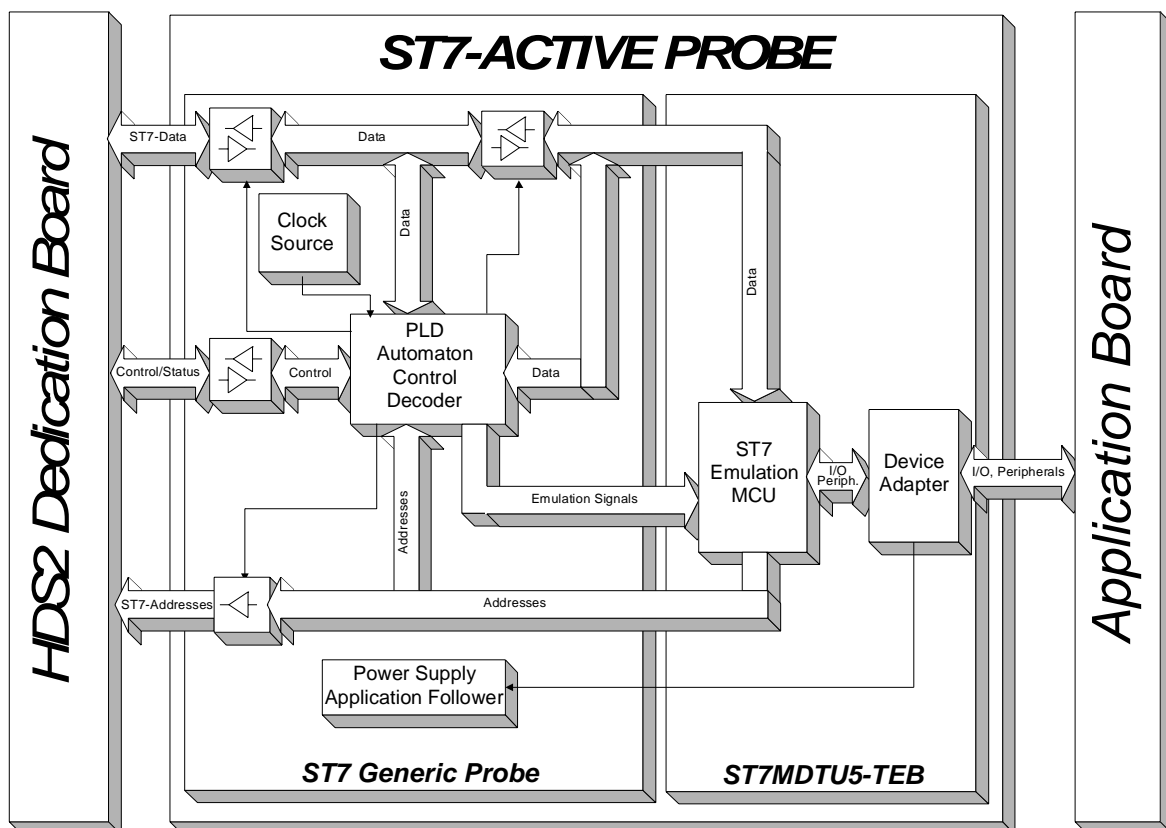 ST7-ACTIVE PROBE
HDS2 Dedication Board
Application Board
ST7-Data
Data
Clock
Source
Data
Data
PLD
Automaton
Control
Decoder
Control/Status
Control
Data
ST7
Emulation
MCU
I/O
Periph.
Device
Adapter
I/O, Peripherals
Emulation Signals
Addresses
ST7-Addresses
Addresses
Power Supply
Application Follower
ST7 Generic Probe
ST7MDTU5-TEB